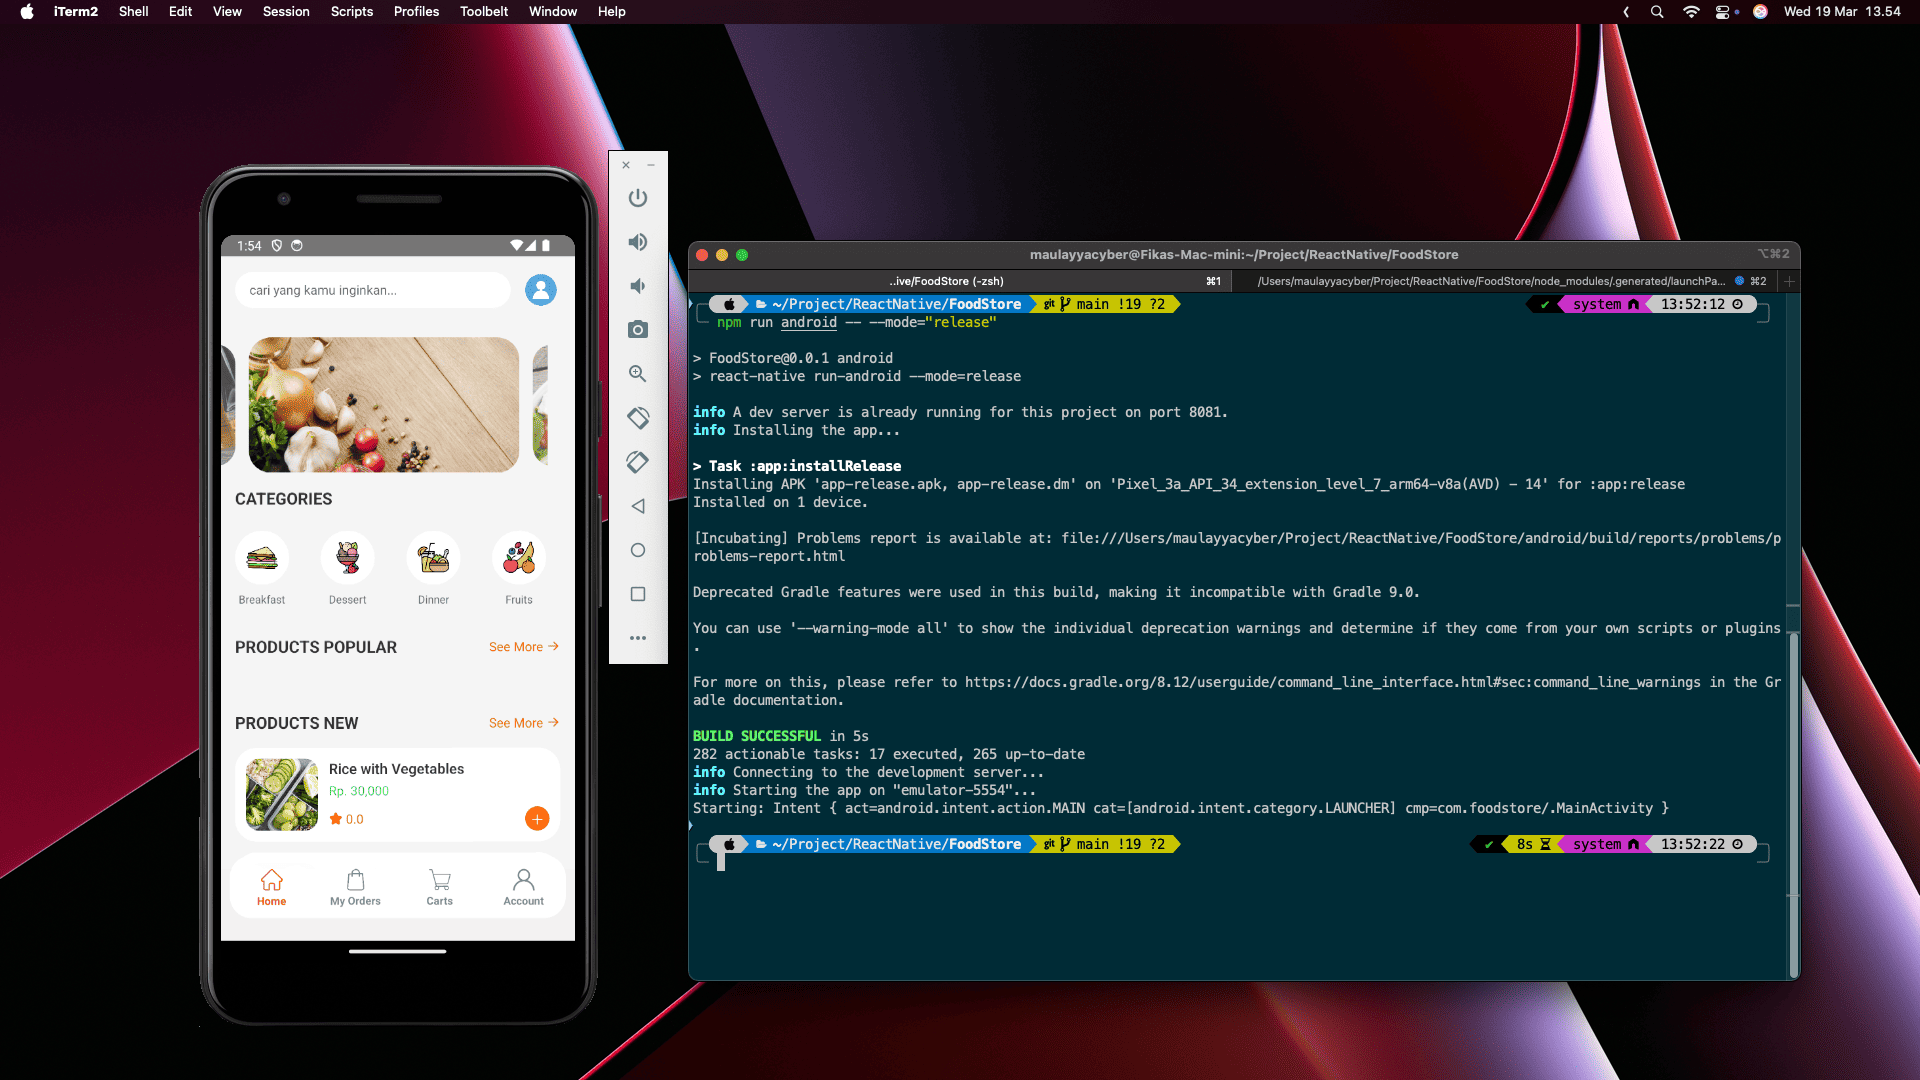 iTerm2 Shell Edit View Session Scripts Profiles Toolbelt Window Help Wed 19 Mar 13.54
1:54
cari yang kamu inginkan...
CATEGORIES
Breakfast Dessert Dinner Fruits
PRODUCTS POPULAR See More →
PRODUCTS NEW See More →
Rice with Vegetables
Rp. 30,000
0.0
Home My Orders Carts Account
maulayyacyber@Fikas-Mac-mini:~/Project/ReactNative/FoodStore ⌥⌘2
..ive/FoodStore (-zsh) ⌘1 /Users/maulayyacyber/Project/ReactNative/FoodStore/node_modules/.generated/launchPa... ⌘2
~/Project/ReactNative/FoodStore git main !19 ?2 ✔ system 13:52:12
npm run android -- --mode="release"
> FoodStore@0.0.1 android
> react-native run-android --mode=release
info A dev server is already running for this project on port 8081.
info Installing the app...
> Task :app:installRelease
Installing APK 'app-release.apk, app-release.dm' on 'Pixel_3a_API_34_extension_level_7_arm64-v8a(AVD) - 14' for :app:release
Installed on 1 device.
[Incubating] Problems report is available at: file:///Users/maulayyacyber/Project/ReactNative/FoodStore/android/build/reports/problems/p
roblems-report.html
Deprecated Gradle features were used in this build, making it incompatible with Gradle 9.0.
You can use '--warning-mode all' to show the individual deprecation warnings and determine if they come from your own scripts or plugins
.
For more on this, please refer to https://docs.gradle.org/8.12/userguide/command_line_interface.html#sec:command_line_warnings in the Gr
adle documentation.
BUILD SUCCESSFUL in 5s
282 actionable tasks: 17 executed, 265 up-to-date
info Connecting to the development server...
info Starting the app on "emulator-5554"...
Starting: Intent { act=android.intent.action.MAIN cat=[android.intent.category.LAUNCHER] cmp=com.foodstore/.MainActivity }
~/Project/ReactNative/FoodStore git main !19 ?2 ✔ 8s system 13:52:22